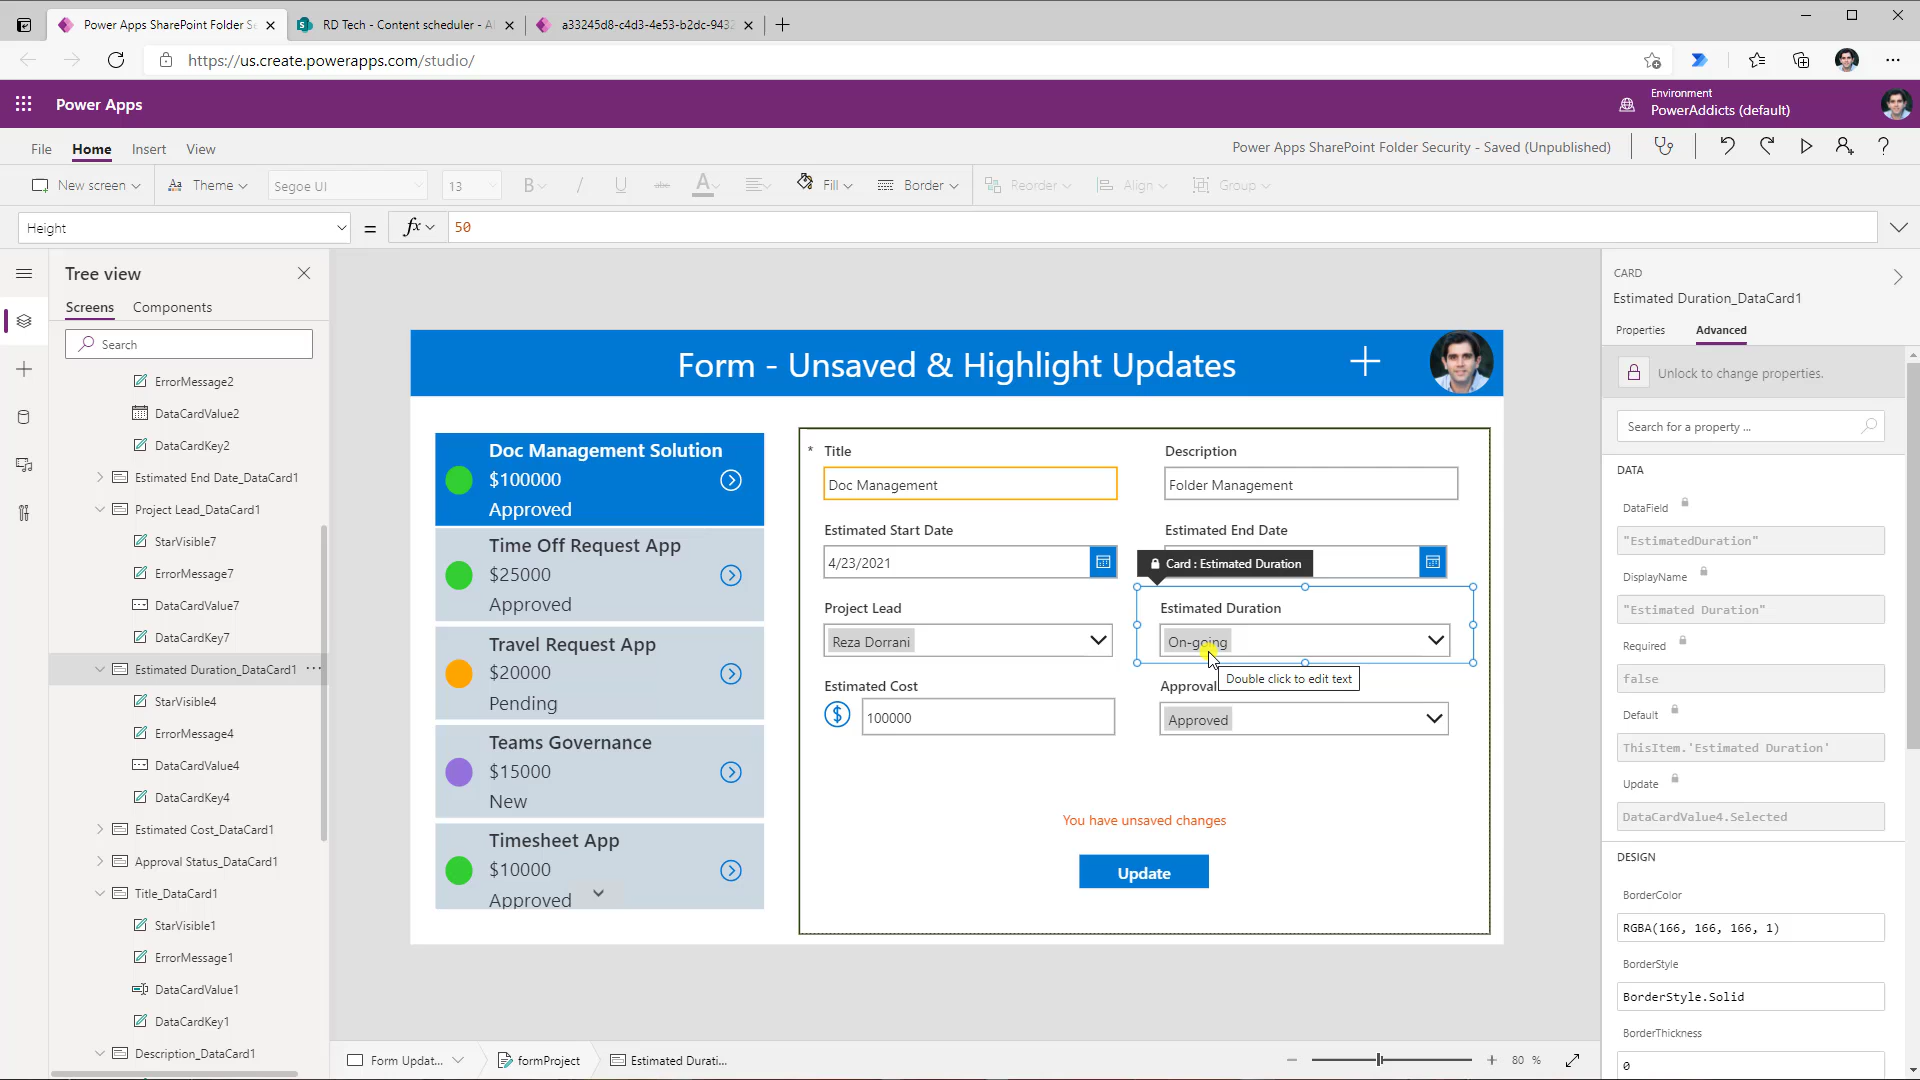 Power Apps SharePoint Folder Se
RD Tech - Content scheduler - Al
a33245d8-c4d3-4e53-b2dc-9432
https://us.create.powerapps.com/studio/
Power Apps
Environment
PowerAddicts (default)
File
Home
Insert
View
Power Apps SharePoint Folder Security - Saved (Unpublished)
New screen
Theme
Segoe UI
13
B
I
U
abc
A
Fill
Border
Reorder
Align
Group
Height
=
fx
50
Tree view
Screens
Components
Search
ErrorMessage2
DataCardValue2
DataCardKey2
Estimated End Date_DataCard1
Project Lead_DataCard1
StarVisible7
ErrorMessage7
DataCardValue7
DataCardKey7
Estimated Duration_DataCard1
StarVisible4
ErrorMessage4
DataCardValue4
DataCardKey4
Estimated Cost_DataCard1
Approval Status_DataCard1
Title_DataCard1
StarVisible1
ErrorMessage1
DataCardValue1
DataCardKey1
Description_DataCard1
Form - Unsaved & Highlight Updates
Doc Management Solution
$100000
Approved
Time Off Request App
$25000
Approved
Travel Request App
$20000
Pending
Teams Governance
$15000
New
Timesheet App
$10000
Approved
* Title
Doc Management
Description
Folder Management
Estimated Start Date
4/23/2021
Estimated End Date
Card : Estimated Duration
Project Lead
Reza Dorrani
Estimated Duration
On-going
Double click to edit text
Estimated Cost
$
100000
Approval
Approved
You have unsaved changes
Update
Form Updat...
formProject
Estimated Durati...
80 %
CARD
Estimated Duration_DataCard1
Properties
Advanced
Unlock to change properties.
Search for a property ...
DATA
DataField
"EstimatedDuration"
DisplayName
"Estimated Duration"
Required
false
Default
ThisItem.'Estimated Duration'
Update
DataCardValue4.Selected
DESIGN
BorderColor
RGBA(166, 166, 166, 1)
BorderStyle
BorderStyle.Solid
BorderThickness
0